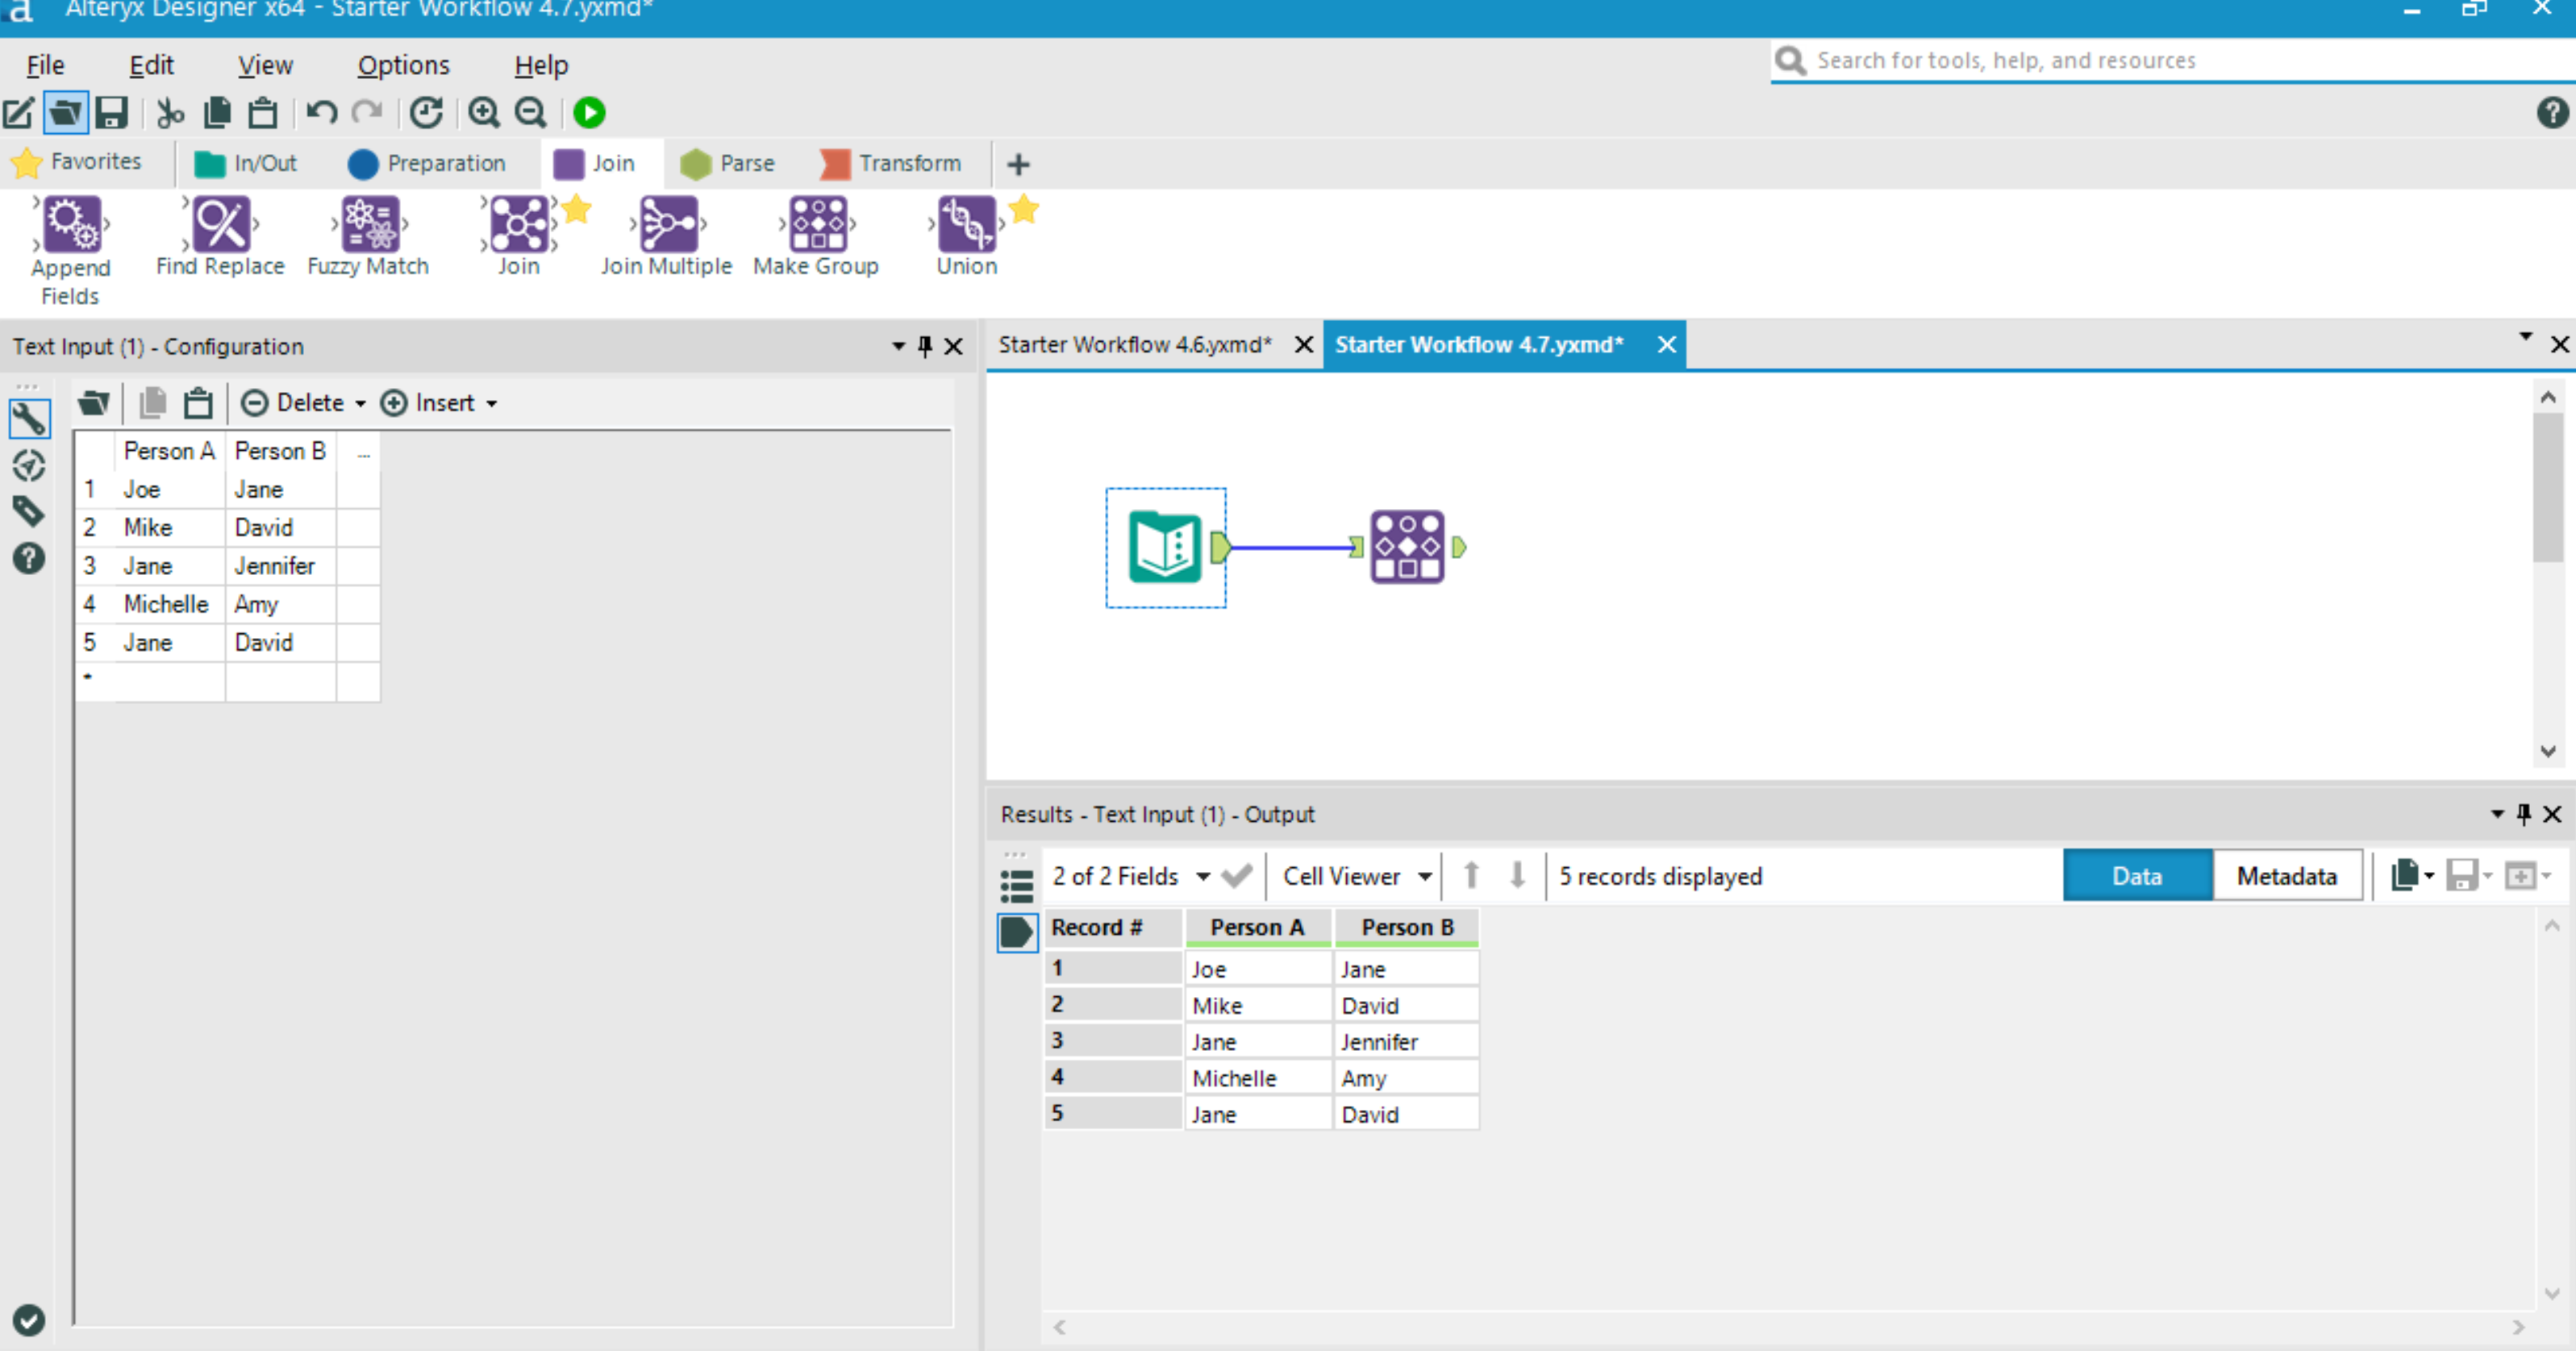 a Alteryx Designer x64 - Starter Workflow 4.7.yxmd*
File Edit View Options Help
Search for tools, help, and resources
Favorites In/Out Preparation Join Parse Transform
Append Fields
Find Replace
Fuzzy Match
Join
Join Multiple
Make Group
Union
Text Input (1) - Configuration
Delete Insert
Person A Person B ...
1 Joe Jane
2 Mike David
3 Jane Jennifer
4 Michelle Amy
5 Jane David
*
Starter Workflow 4.6.yxmd* Starter Workflow 4.7.yxmd*
Results - Text Input (1) - Output
2 of 2 Fields Cell Viewer 5 records displayed Data Metadata
Record # Person A Person B
1 Joe Jane
2 Mike David
3 Jane Jennifer
4 Michelle Amy
5 Jane David